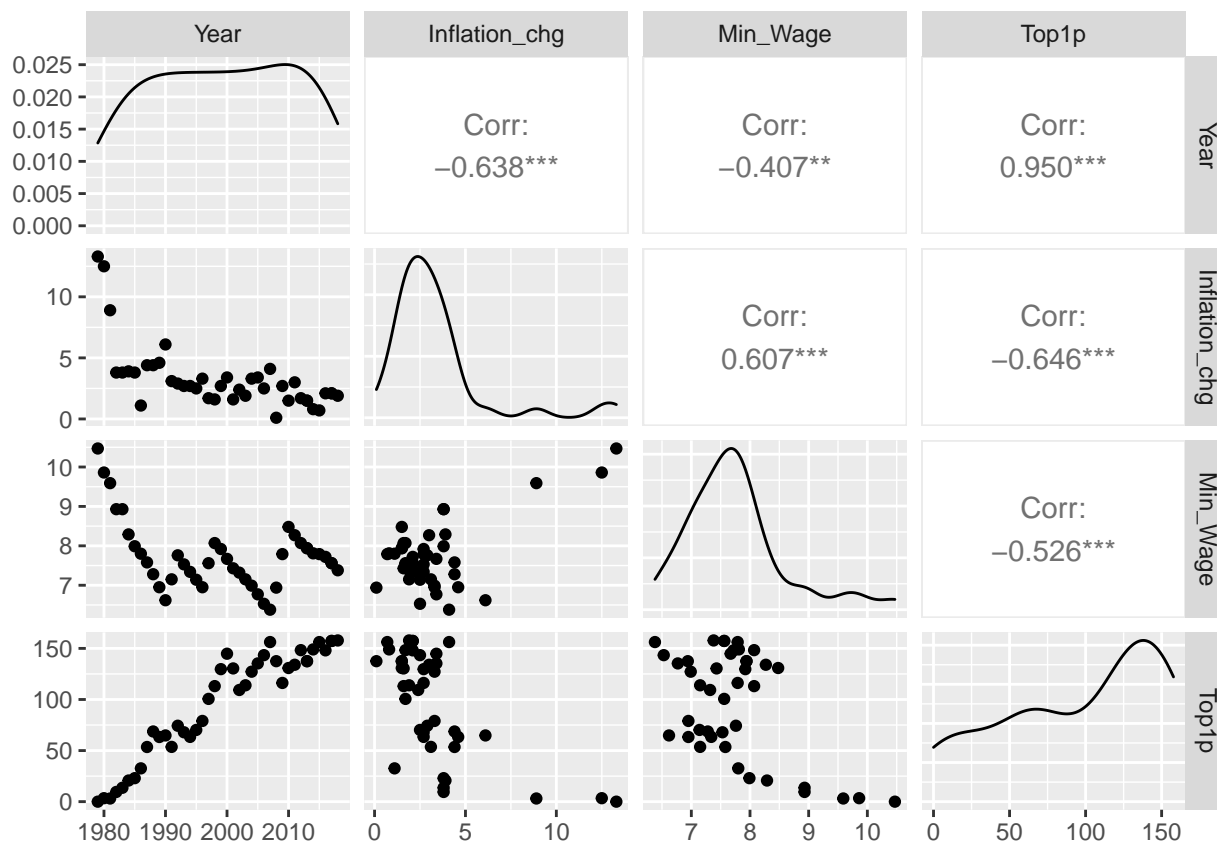 Year
Inflation_chg
Min_Wage
Top1p
0.025
0.020
0.015
0.010
0.005
0.000
Corr:
−0.638***
Corr:
−0.407**
Corr:
0.950***
Year
10
5
0
Corr:
0.607***
Corr:
−0.646***
Inflation_chg
10
9
8
7
Corr:
−0.526***
Min_Wage
150
100
50
0
Top1p
1980 1990 2000 2010
0 5 10
7 8 9 10
0 50 100 150